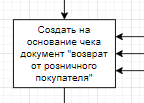 Создать на
основание чека
документ "возврат
от розничного
покупателя"